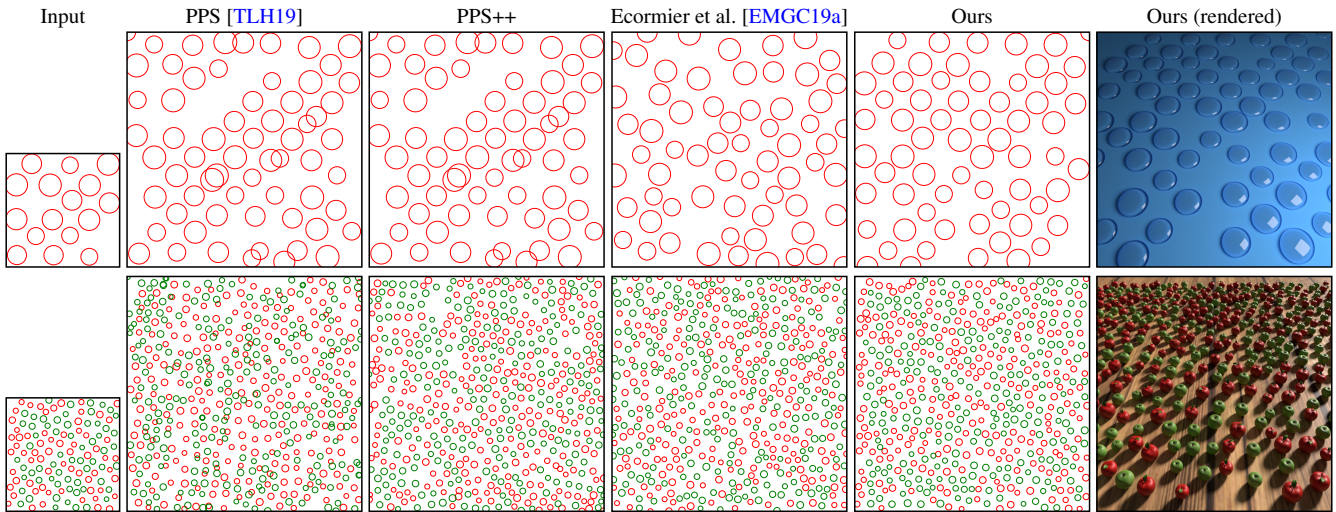 Input PPS [TLH19] PPS++ Ecormier et al. [EMGC19a] Ours Ours (rendered)